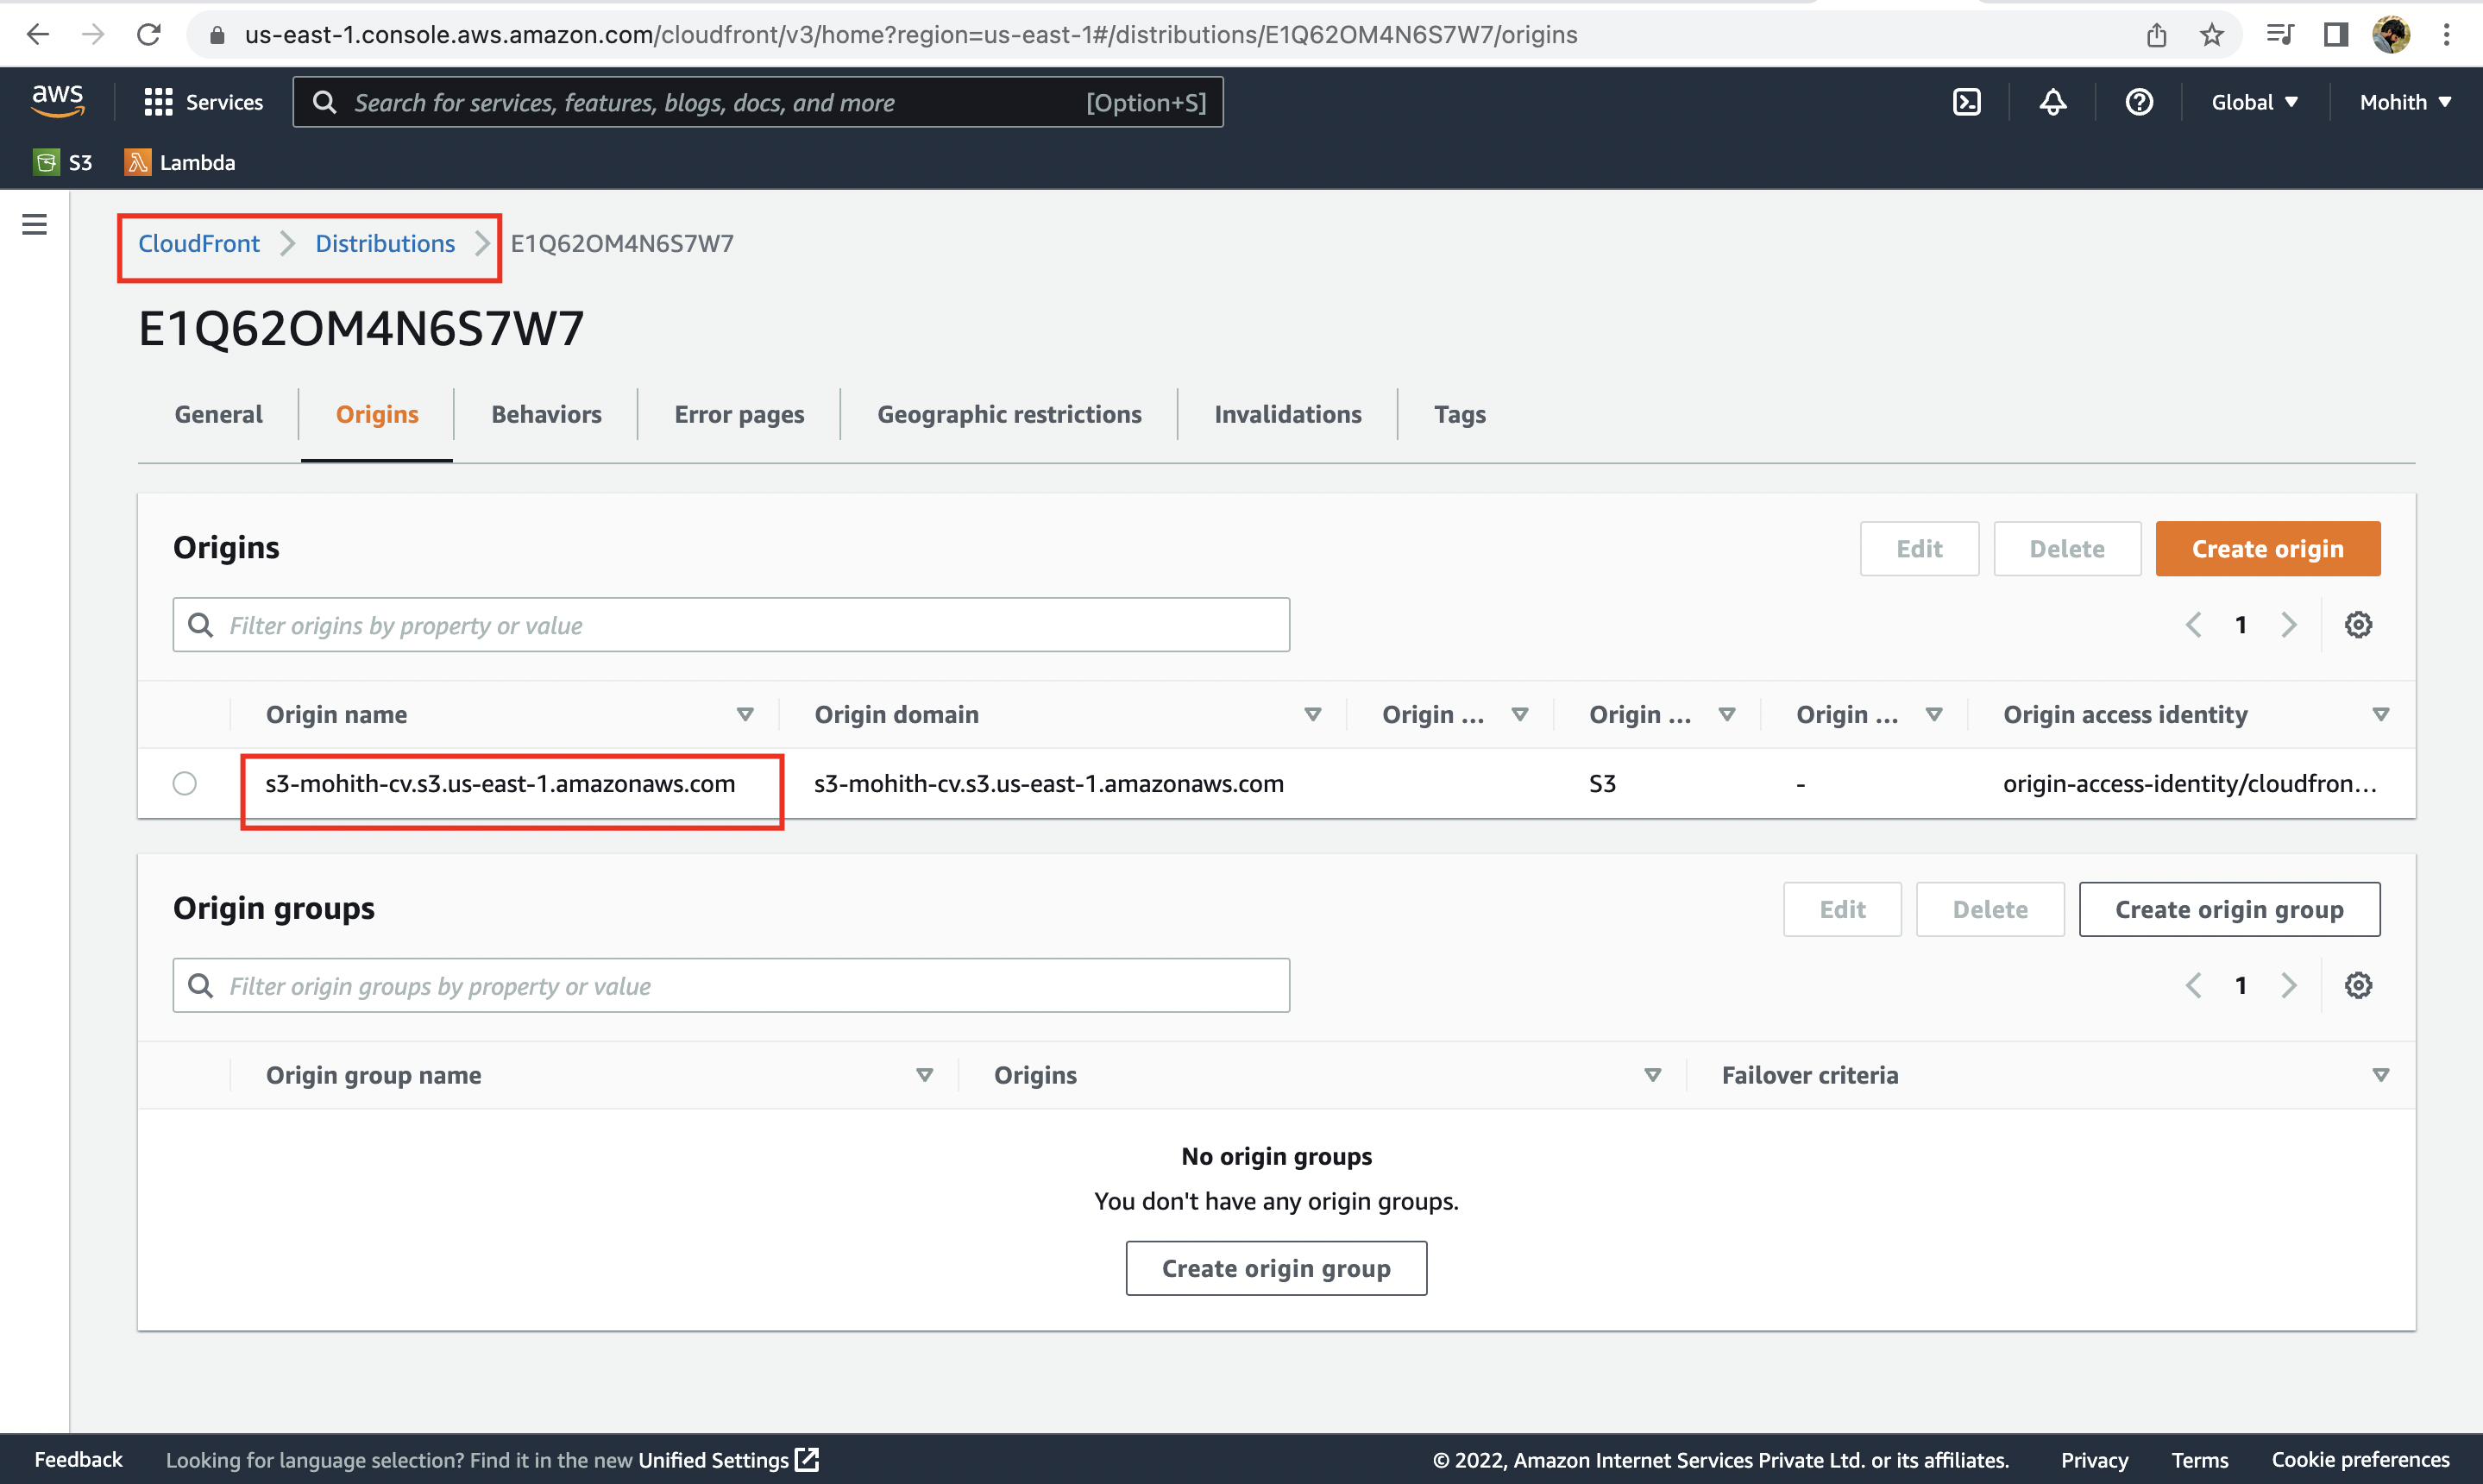 us-east-1.console.aws.amazon.com/cloudfront/v3/home?region=us-east-1#/distributions/E1Q62OM4N6S7W7/origins
aws Services Search for services, features, blogs, docs, and more [Option+S] Global Mohith
S3 Lambda
CloudFront Distributions E1Q62OM4N6S7W7
E1Q62OM4N6S7W7
General Origins Behaviors Error pages Geographic restrictions Invalidations Tags
Origins Edit Delete Create origin
Filter origins by property or value 1
Origin name Origin domain Origin ... Origin ... Origin ... Origin access identity
s3-mohith-cv.s3.us-east-1.amazonaws.com s3-mohith-cv.s3.us-east-1.amazonaws.com S3 - origin-access-identity/cloudfron...
Origin groups Edit Delete Create origin group
Filter origin groups by property or value 1
Origin group name Origins Failover criteria
No origin groups
You don't have any origin groups.
Create origin group
Feedback Looking for language selection? Find it in the new Unified Settings © 2022, Amazon Internet Services Private Ltd. or its affiliates. Privacy Terms Cookie preferences